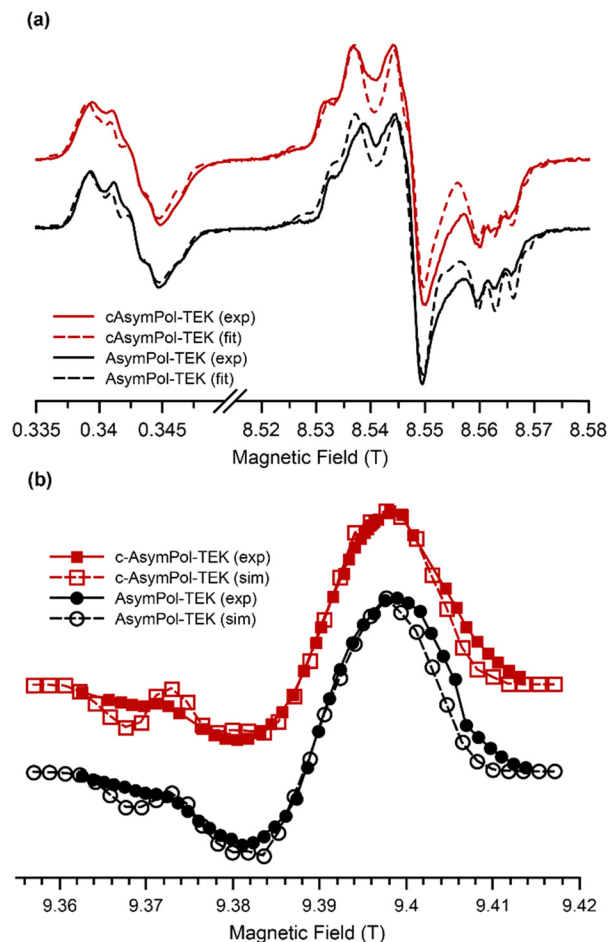 (a)
cAsymPol-TEK (exp)
cAsymPol-TEK (fit)
AsymPol-TEK (exp)
AsymPol-TEK (fit)
0.335 0.34 0.345 8.52 8.53 8.54 8.55 8.56 8.57 8.58
Magnetic Field (T)
(b)
c-AsymPol-TEK (exp)
c-AsymPol-TEK (sim)
AsymPol-TEK (exp)
AsymPol-TEK (sim)
9.36 9.37 9.38 9.39 9.4 9.41 9.42
Magnetic Field (T)